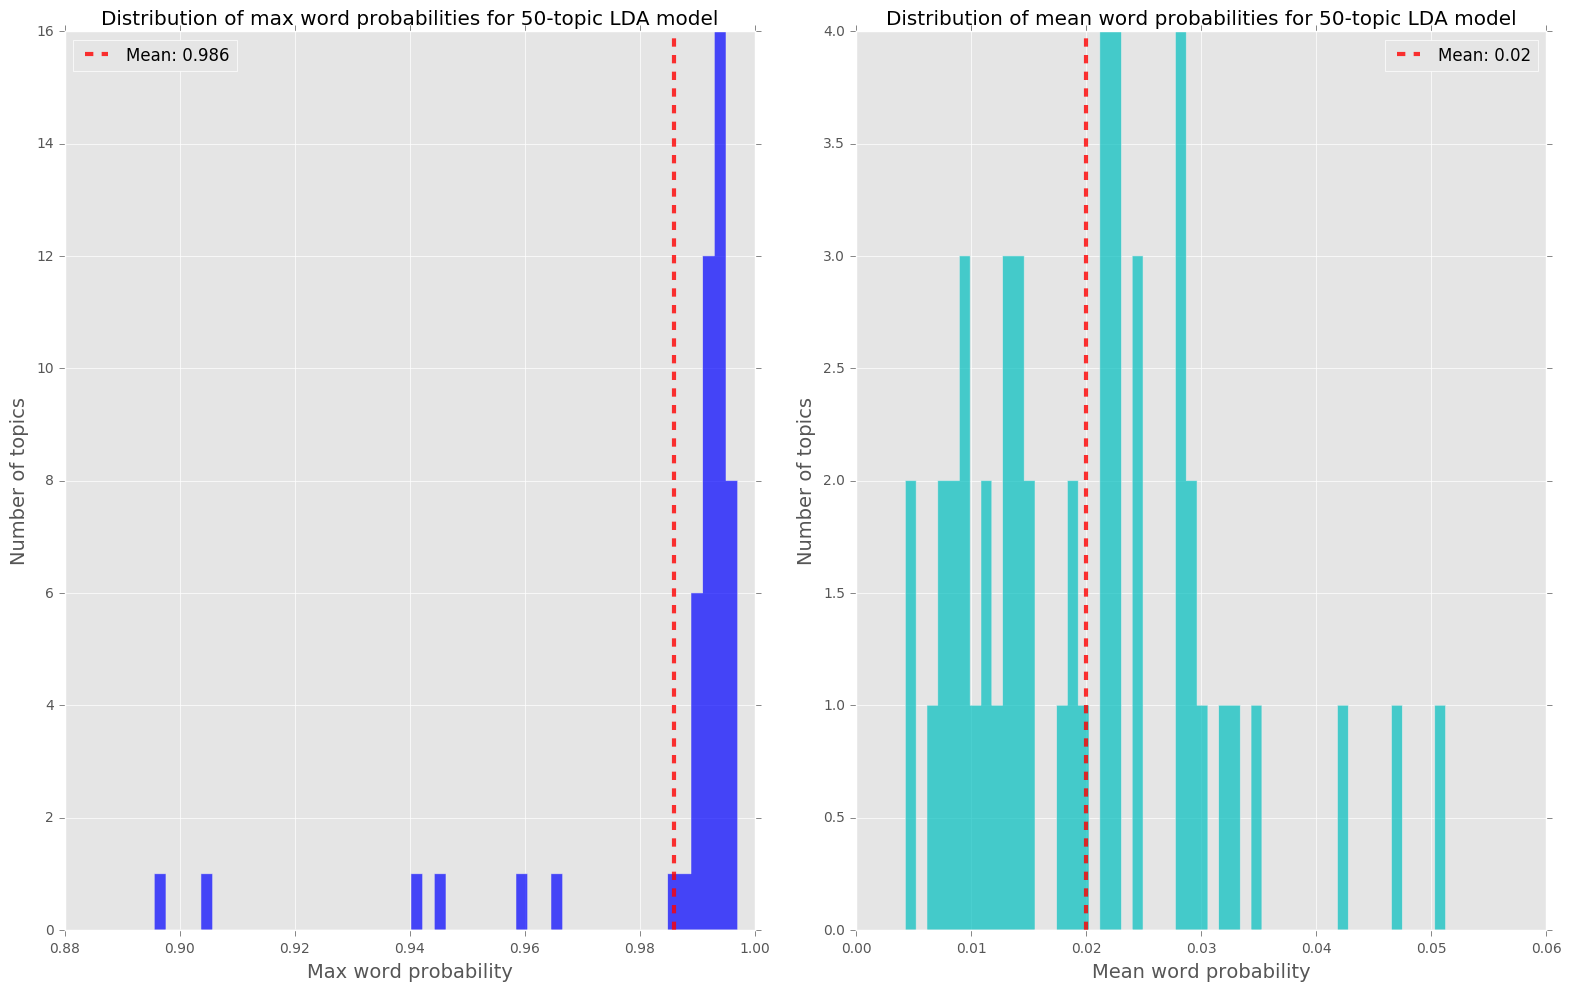 Distribution of max word probabilities for 50-topic LDA model
Mean: 0.986
16
14
12
10
8
6
4
2
0
Number of topics
0.88 0.90 0.92 0.94 0.96 0.98 1.00
Max word probability
Distribution of mean word probabilities for 50-topic LDA model
Mean: 0.02
4.0
3.5
3.0
2.5
2.0
1.5
1.0
0.5
0.0
Number of topics
0.00 0.01 0.02 0.03 0.04 0.05 0.06
Mean word probability